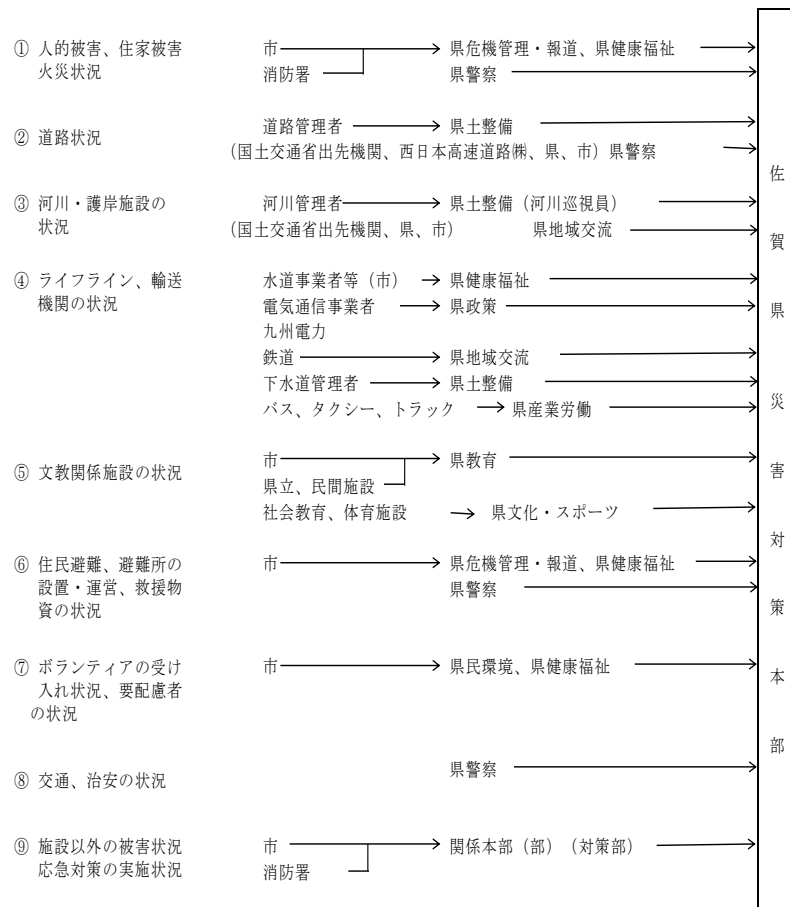 ① 人的被害、住家被害 市 県危機管理・報道、県健康福祉
火災状況 消防署 県警察
② 道路状況 道路管理者 県土整備
（国土交通省出先機関、西日本高速道路㈱、県、市）県警察
③ 河川・護岸施設の 河川管理者 県土整備（河川巡視員）
状況 （国土交通省出先機関、県、市） 県地域交流
④ ライフライン、輸送 水道事業者等（市） 県健康福祉
機関の状況 電気通信事業者 県政策
九州電力
鉄道 県地域交流
下水道管理者 県土整備
バス、タクシー、トラック 県産業労働
⑤ 文教関係施設の状況 市 県教育
県立、民間施設
社会教育、体育施設 県文化・スポーツ
⑥ 住民避難、避難所の 市 県危機管理・報道、県健康福祉
設置・運営、救援物 県警察
資の状況
⑦ ボランティアの受け 市 県民環境、県健康福祉
入れ状況、要配慮者
の状況
⑧ 交通、治安の状況 県警察
⑨ 施設以外の被害状況 市 関係本部（部）（対策部）
応急対策の実施状況 消防署
佐賀県災害対策本部